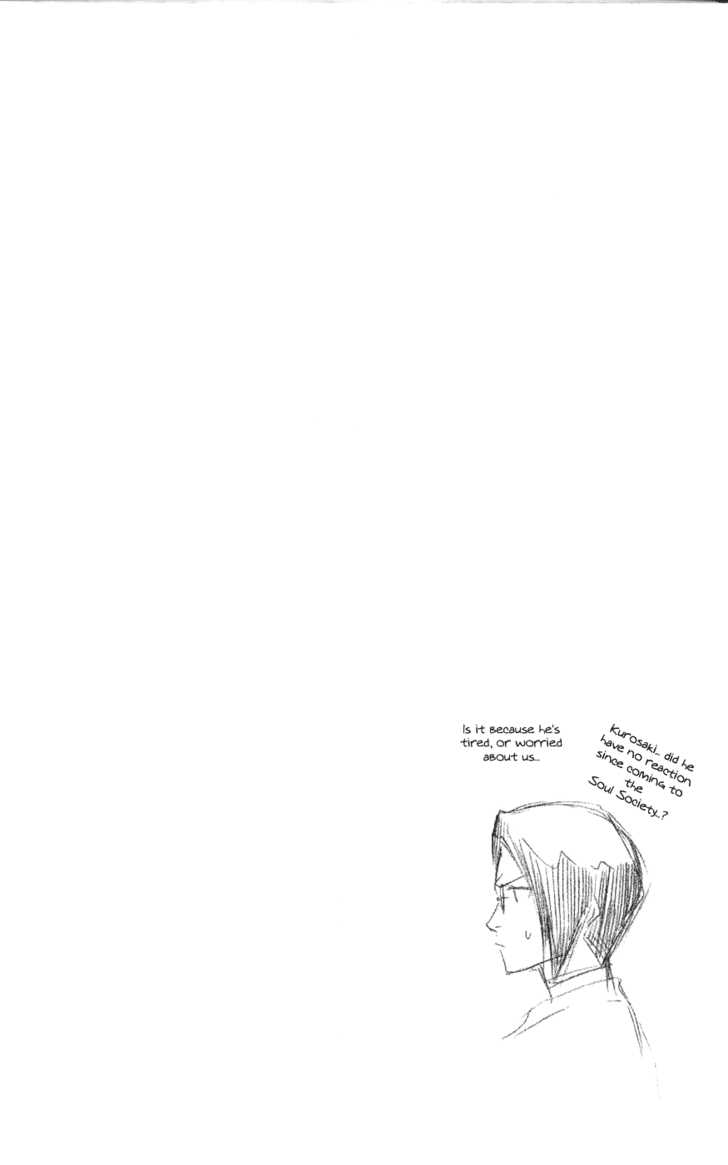 Kurosaki... did he
have no reaction
since coming to
the
Soul Society..?
Is it because he's
tired, or worried
about us...